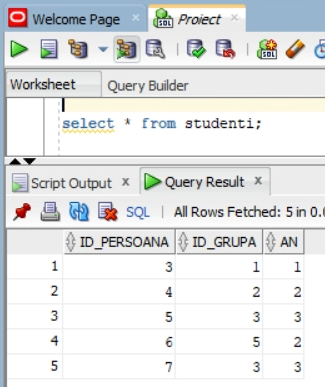 Welcome Page × Proiect ×
SQL
Worksheet Query Builder
select * from studenti;
Script Output × Query Result ×
SQL | All Rows Fetched: 5 in 0.0
ID_PERSOANA ID_GRUPA AN
1 3 1 1
2 4 2 2
3 5 3 3
4 6 5 2
5 7 3 3